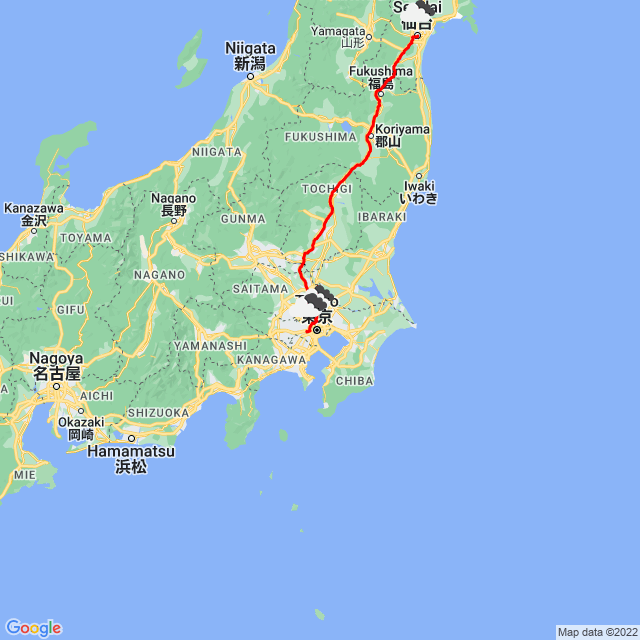 Yamagata
山形
仙台
Niigata
新潟
Fukushima
福島
Koriyama
郡山
FUKUSHIMA
NIIGATA
TOCHIGI
Iwaki
いわき
Nagano
長野
Kanazawa
金沢
GUNMA
IBARAKI
TOYAMA
ISHIKAWA
NAGANO
SAITAMA
GIFU
東京
YAMANASHI
KANAGAWA
Nagoya
名古屋
CHIBA
AICHI
SHIZUOKA
Okazaki
岡崎
Hamamatsu
浜松
MIE
Google
Map data ©2022